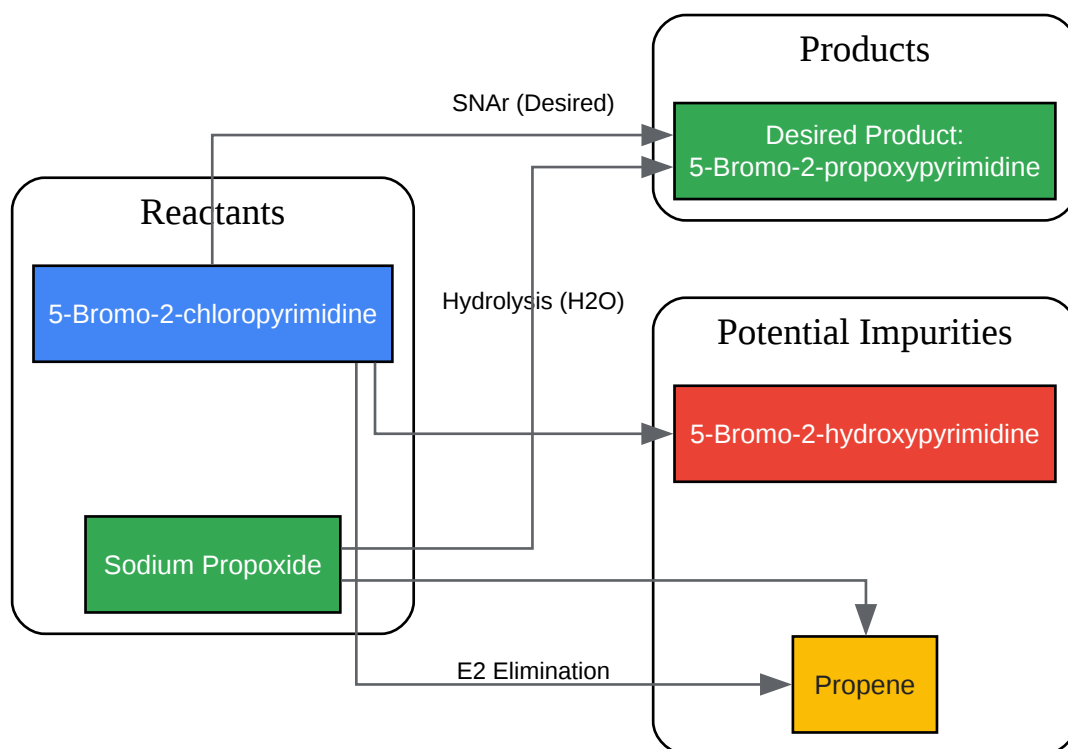 Products
SNAr (Desired)
Desired Product:
5-Bromo-2-propoxypyrimidine
Reactants
5-Bromo-2-chloropyrimidine
Hydrolysis (H2O)
Potential Impurities
5-Bromo-2-hydroxypyrimidine
Sodium Propoxide
E2 Elimination
Propene